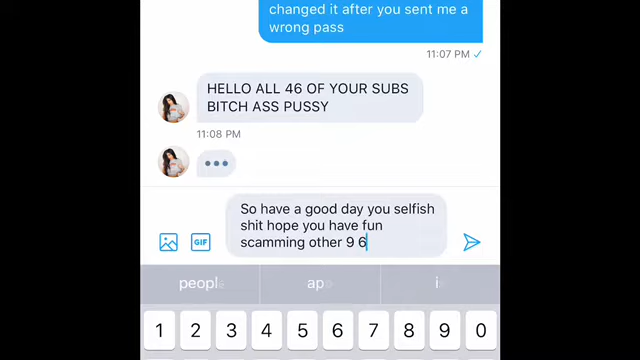 changed it after you sent me a
wrong pass
11:07 PM
HELLO ALL 46 OF YOUR SUBS
BITCH ASS PUSSY
11:08 PM
So have a good day you selfish
shit hope you have fun
scamming other 9 6
GIF
people ap i
1 2 3 4 5 6 7 8 9 0